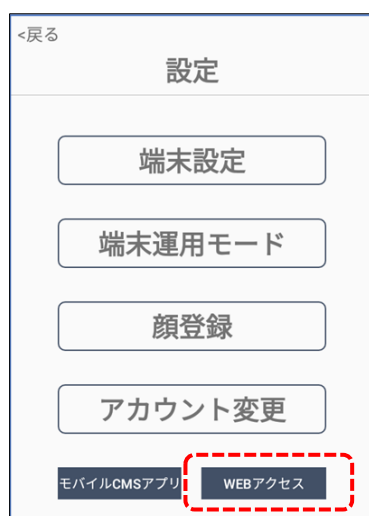 <戻る
設定
端末設定
端末運用モード
顔登録
アカウント変更
モバイルCMSアプリ WEBアクセス